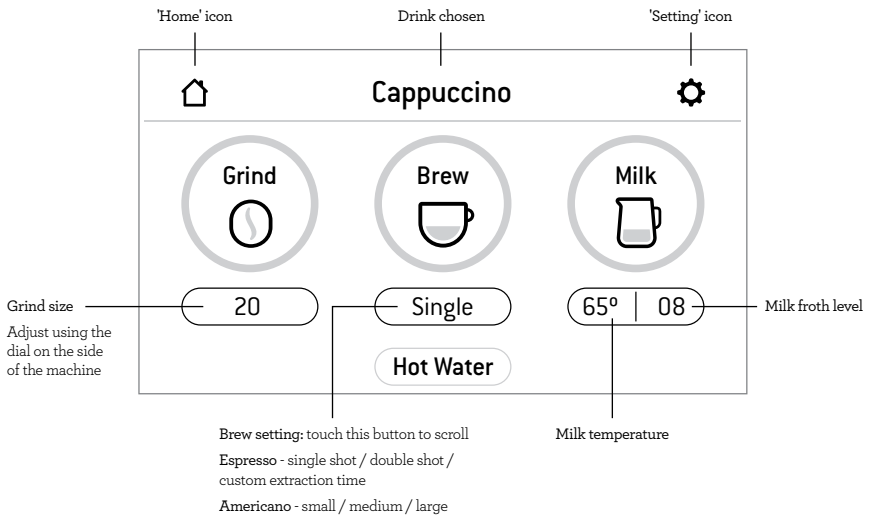 'Home' icon
Drink chosen
'Setting' icon
Cappuccino
Grind
Brew
Milk
Grind size
20
Single
65º | 08
Milk froth level
Adjust using the
dial on the side
of the machine
Hot Water
Brew setting: touch this button to scroll
Espresso - single shot / double shot /
custom extraction time
Americano - small / medium / large
Milk temperature